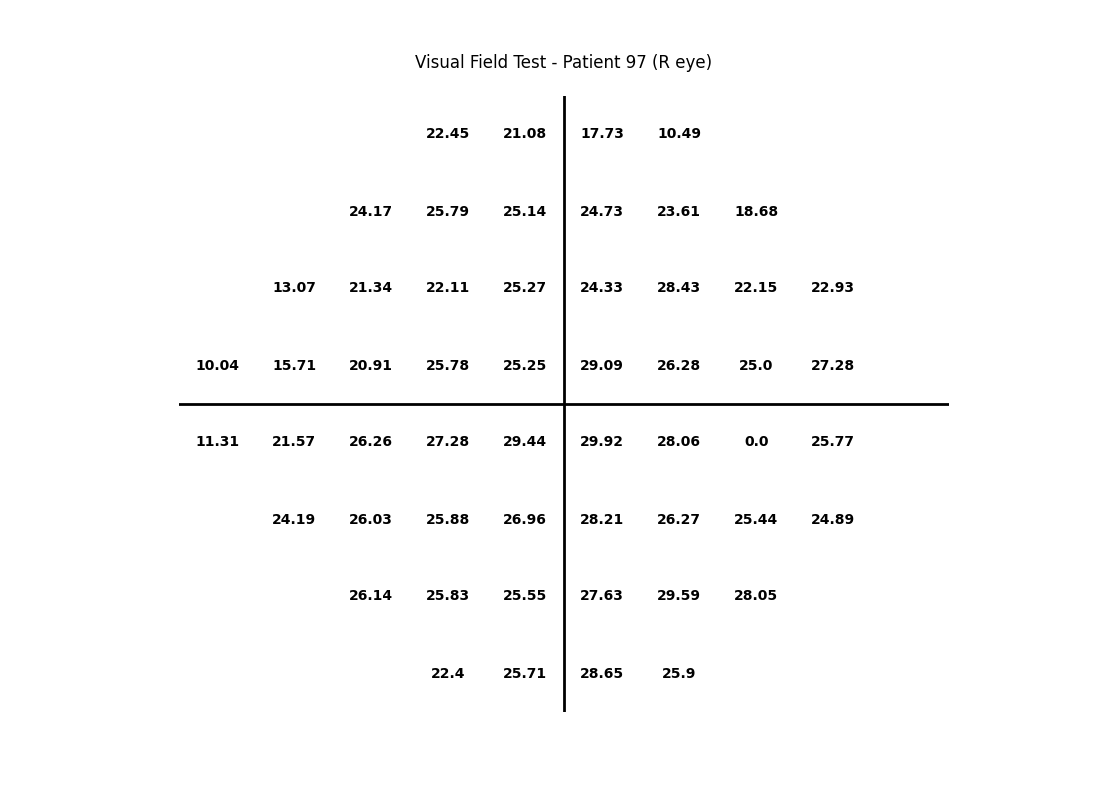 Visual Field Test - Patient 97 (R eye)
22.45 21.08 17.73 10.49
24.17 25.79 25.14 24.73 23.61 18.68
13.07 21.34 22.11 25.27 24.33 28.43 22.15 22.93
10.04 15.71 20.91 25.78 25.25 29.09 26.28 25.0 27.28
11.31 21.57 26.26 27.28 29.44 29.92 28.06 0.0 25.77
24.19 26.03 25.88 26.96 28.21 26.27 25.44 24.89
26.14 25.83 25.55 27.63 29.59 28.05
22.4 25.71 28.65 25.9